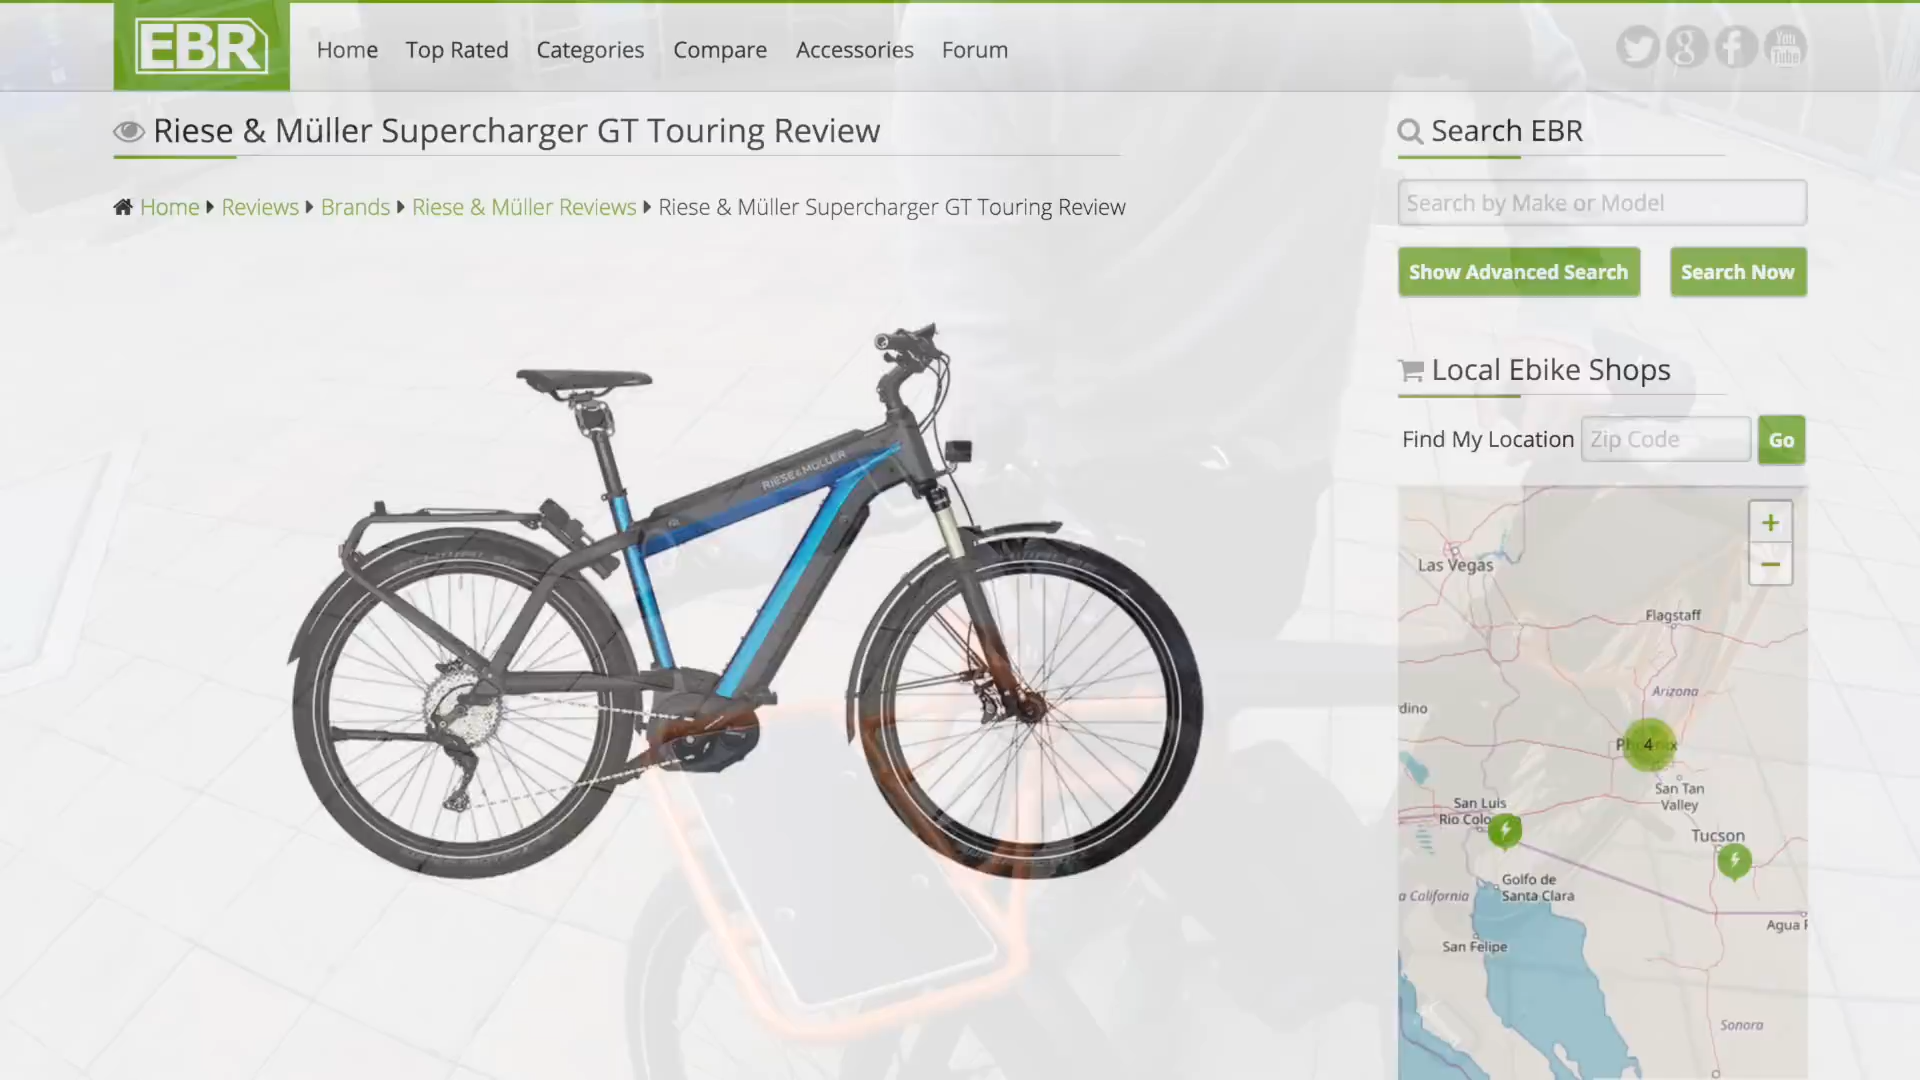 EBR
Home
Top Rated
Categories
Compare
Accessories
Forum
You
Tube
Riese & Müller Supercharger GT Touring Review
Home
Reviews
Brands
Riese & Müller Reviews
Riese & Müller Supercharger GT Touring Review
RIESE & MÜLLER
Search EBR
Search by Make or Model
Show Advanced Search
Search Now
Local Ebike Shops
Find My Location
Zip Code
Go
+
−
Las Vegas
Flagstaff
Arizona
dino
4
San Tan
Valley
San Luis
Rio Colo
Tucson
Golfo de
Santa Clara
a California
Agua
San Felipe
Sonora